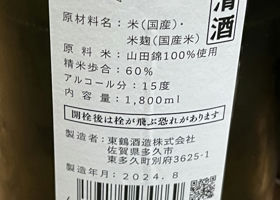 清酒
原材料名：米（国産）・
米麹（国産米）
原料米：山田錦100％使用
精米歩合：60％
アルコール分：15度
内容量：1,800ml
開栓後は栓が飛ぶ恐れがあります
製造者：東鶴酒造株式会社
佐賀県多久市
東多久町別府3625-1
製造年月：2024.8